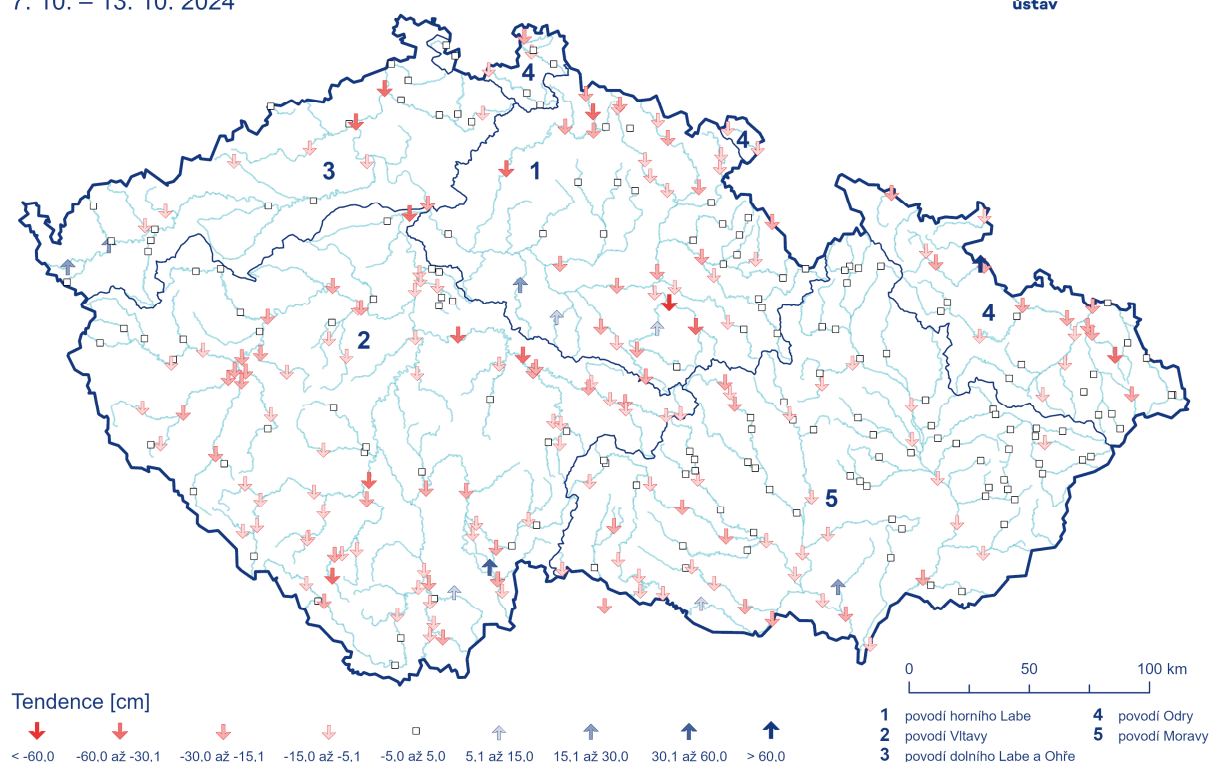 7. 10. – 13. 10. 2024
ústav
4
4
3
1
4
2
5
0 50 100 km
Tendence [cm]
< -60,0 -60,0 až -30,1 -30,0 až -15,1 -15,0 až -5,1 -5,0 až 5,0 5,1 až 15,0 15,1 až 30,0 30,1 až 60,0 > 60,0
1 povodí horního Labe 4 povodí Odry
2 povodí Vltavy 5 povodí Moravy
3 povodí dolního Labe a Ohře